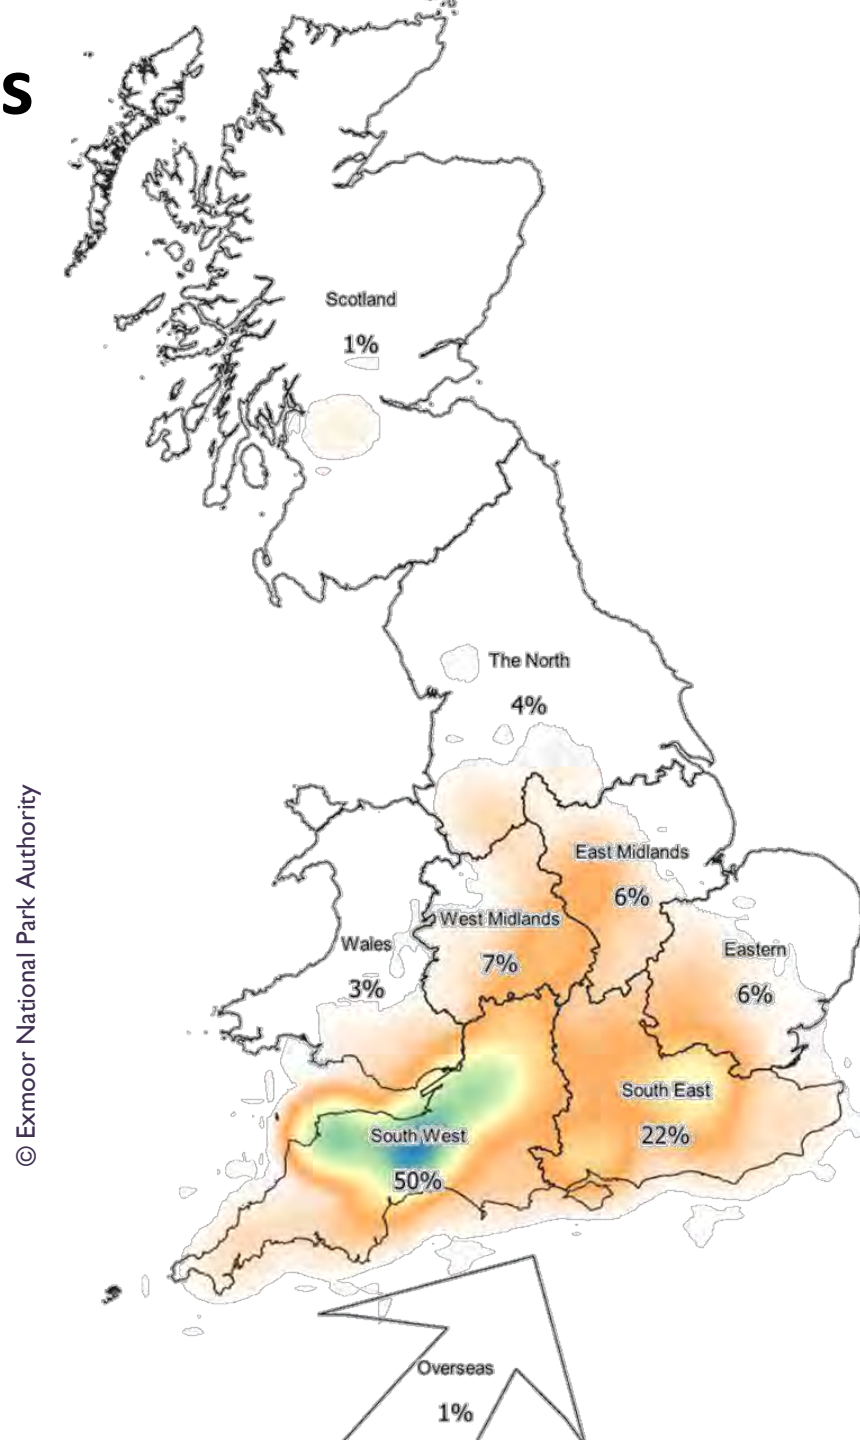 s
Scotland
1%
The North
4%
East Midlands
6%
West Midlands
7%
Wales
3%
Eastern
6%
South East
22%
South West
50%
Overseas
1%
© Exmoor National Park Authority